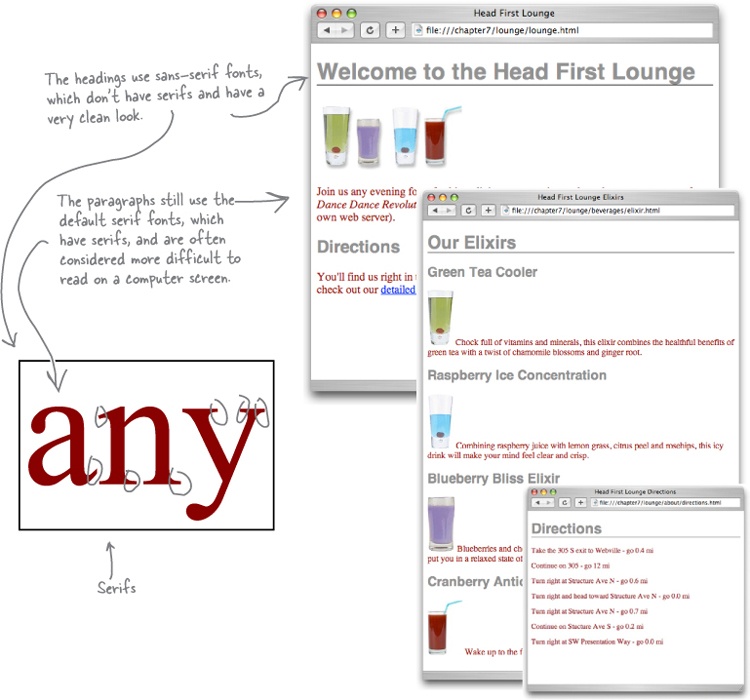 The headings use sans-serif fonts,
which don't have serifs and have a
very clean look.
The paragraphs still use the
default serif fonts, which
have serifs, and are often
considered more difficult to
read on a computer screen.
any
Serifs
Head First Lounge
file:///chapter7/lounge/lounge.html
Welcome to the Head First Lounge
Join us any evening fo
Dance Dance Revolut
own web server).
Directions
You'll find us right in
check out our detailed
Head First Lounge Elixirs
file:///chapter7/lounge/beverages/elixir.html
Our Elixirs
Green Tea Cooler
Chock full of vitamins and minerals, this elixir combines the healthful benefits of
green tea with a twist of chamomile blossoms and ginger root.
Raspberry Ice Concentration
Combining raspberry juice with lemon grass, citrus peel and rosehips, this icy
drink will make your mind feel clear and crisp.
Blueberry Bliss Elixir
Blueberries and ch
put you in a relaxed state of
Cranberry Antio
Wake up to the f
Head First Lounge Directions
file:///chapter7/lounge/about/directions.html
Directions
Take the 305 S exit to Webville - go 0.4 mi
Continue on 305 - go 12 mi
Turn right at Structure Ave N - go 0.6 mi
Turn right and head toward Structure Ave N - go 0.0 mi
Turn right at Structure Ave N - go 0.7 mi
Continue on Stucture Ave S - go 0.2 mi
Turn right at SW Presentation Way - go 0.0 mi